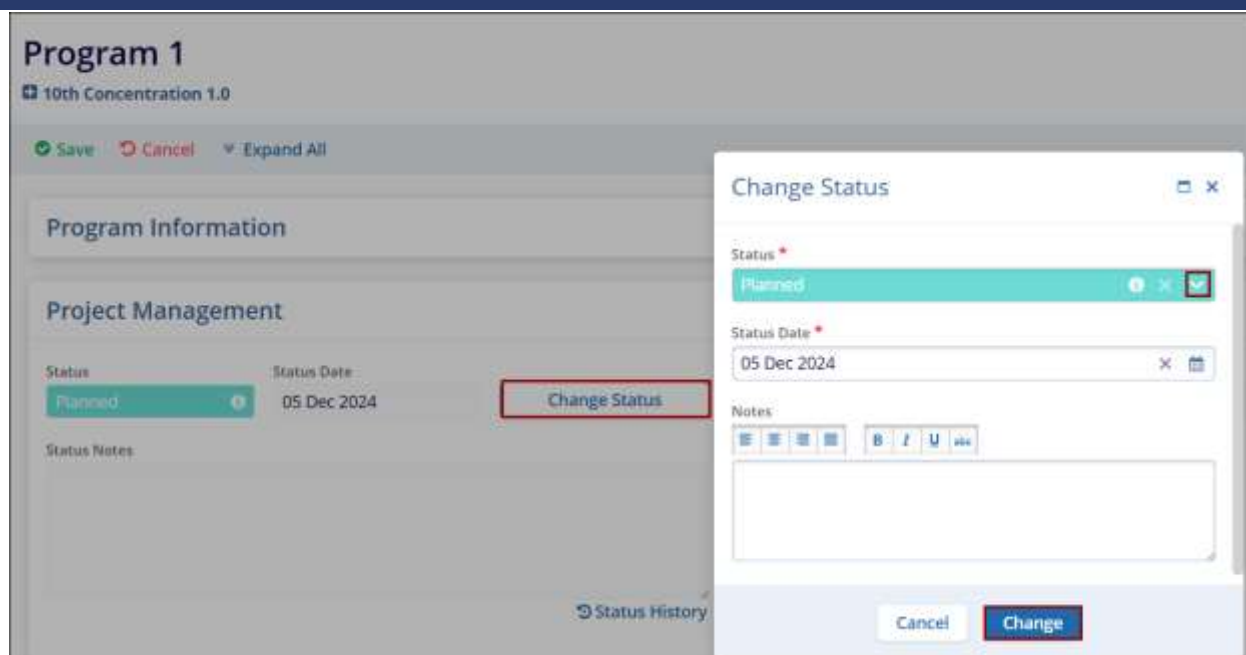 Program 1
10th Concentration 1.0
Save Cancel Expand All
Program Information
Project Management
Status Status Date
Planned 05 Dec 2024 Change Status
Status Notes
Status History
Change Status
Status *
Planned
Status Date *
05 Dec 2024
Notes
B I U abc
Cancel Change